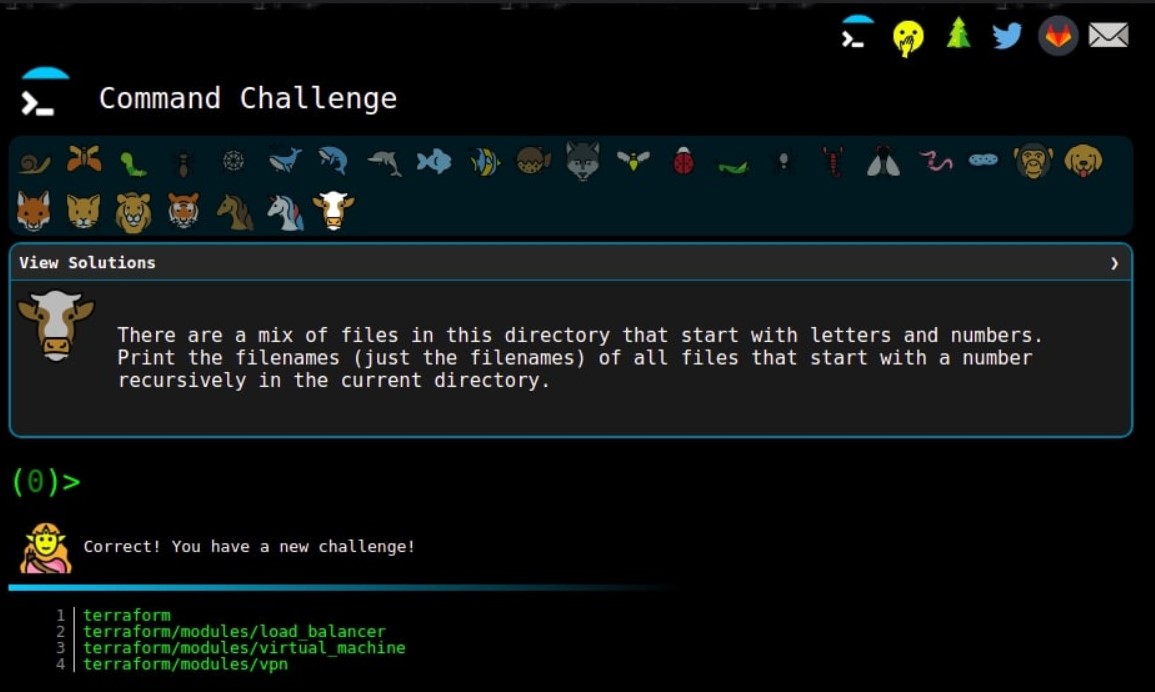 Command Challenge
View Solutions ❯
There are a mix of files in this directory that start with letters and numbers.
Print the filenames (just the filenames) of all files that start with a number
recursively in the current directory.
(0)>
Correct! You have a new challenge!
1 terraform
2 terraform/modules/load_balancer
3 terraform/modules/virtual_machine
4 terraform/modules/vpn